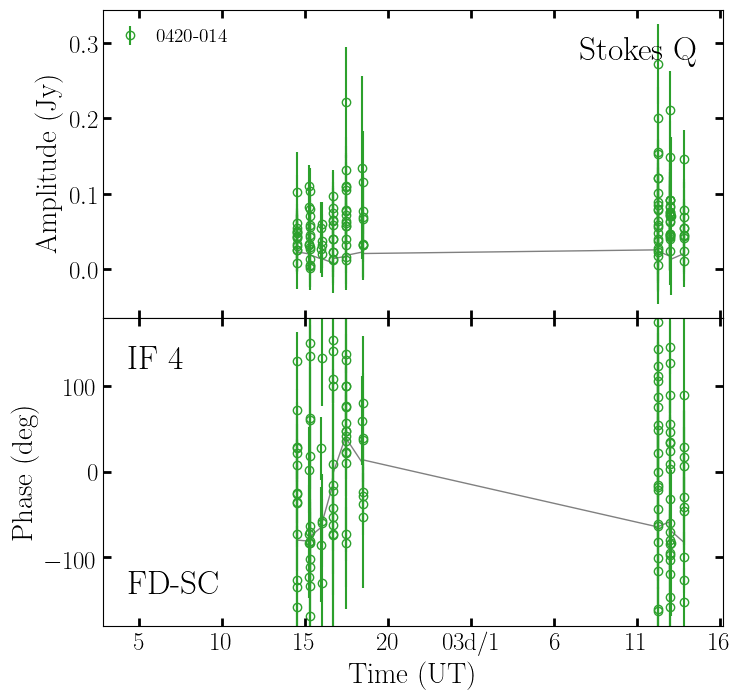 0420-014
Stokes Q
Amplitude (Jy)
0.3
0.2
0.1
0.0
IF 4
FD-SC
Phase (deg)
100
0
−100
5 10 15 20 03d/1 6 11 16
Time (UT)